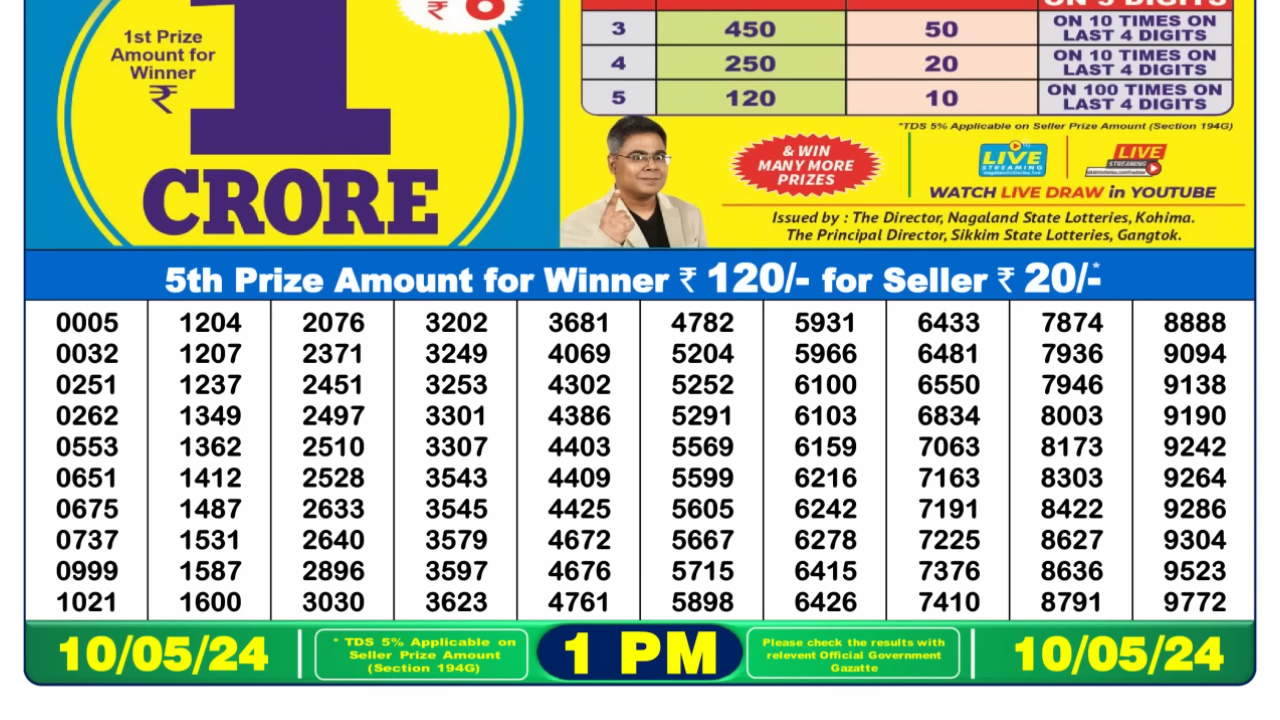 1
₹ 6
1st Prize
Amount for
Winner
₹
CRORE
ON 5 DIGITS
3 450 50 ON 10 TIMES ON LAST 4 DIGITS
4 250 20 ON 10 TIMES ON LAST 4 DIGITS
5 120 10 ON 100 TIMES ON LAST 4 DIGITS
*TDS 5% Applicable on Seller Prize Amount (Section 194G)
& WIN
MANY MORE
PRIZES
LIVE
STREAMING
LIVE
STREAMING
WATCH LIVE DRAW in YOUTUBE
Issued by : The Director, Nagaland State Lotteries, Kohima.
The Principal Director, Sikkim State Lotteries, Gangtok.
5th Prize Amount for Winner ₹ 120/- for Seller ₹ 20/-*
0005 1204 2076 3202 3681 4782 5931 6433 7874 8888
0032 1207 2371 3249 4069 5204 5966 6481 7936 9094
0251 1237 2451 3253 4302 5252 6100 6550 7946 9138
0262 1349 2497 3301 4386 5291 6103 6834 8003 9190
0553 1362 2510 3307 4403 5569 6159 7063 8173 9242
0651 1412 2528 3543 4409 5599 6216 7163 8303 9264
0675 1487 2633 3545 4425 5605 6242 7191 8422 9286
0737 1531 2640 3579 4672 5667 6278 7225 8627 9304
0999 1587 2896 3597 4676 5715 6415 7376 8636 9523
1021 1600 3030 3623 4761 5898 6426 7410 8791 9772
10/05/24
* TDS 5% Applicable on
Seller Prize Amount
(Section 194G)
1 PM
Please check the results with
relevent Official Government
Gazatte
10/05/24